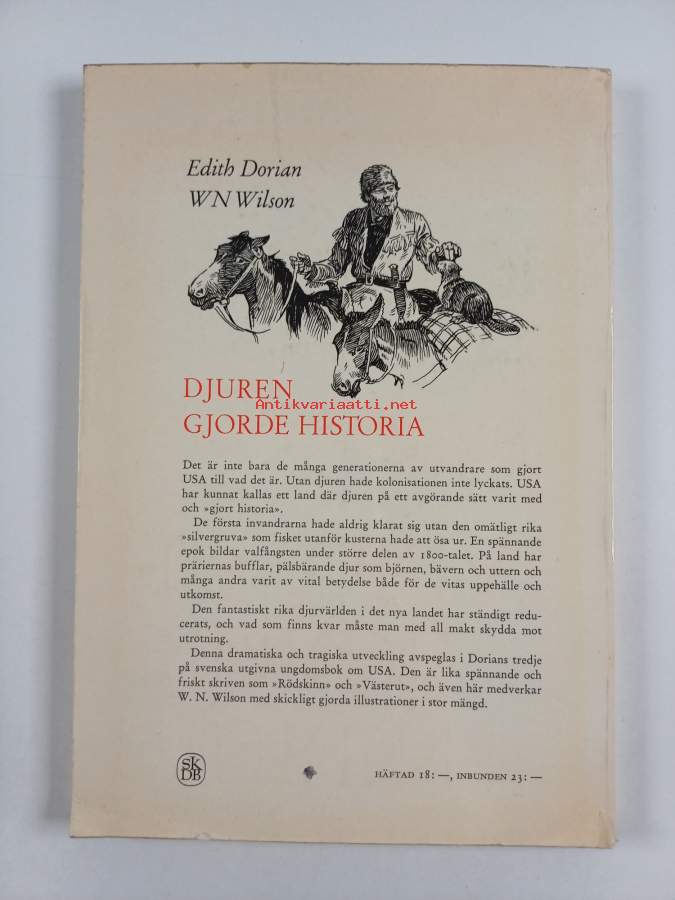 Edith Dorian
WN Wilson
DJUREN
Antikvariaatti.net
GJORDE HISTORIA
Det är inte bara de många generationerna av utvandrare som gjort
USA till vad det är. Utan djuren hade kolonisationen inte lyckats. USA
har kunnat kallas ett land där djuren på ett avgörande sätt varit med
och »gjort historia».
De första invandrarna hade aldrig klarat sig utan den omätligt rika
»silvergruva» som fisket utanför kusterna hade att ösa ur. En spännande
epok bildar valfångsten under större delen av 1800-talet. På land har
präriernas bufflar, pälsbärande djur som björnen, bävern och uttern och
många andra varit av vital betydelse både för de vitas uppehälle och
utkomst.
Den fantastiskt rika djurvärlden i det nya landet har ständigt redu-
cerats, och vad som finns kvar måste man med all makt skydda mot
utrotning.
Denna dramatiska och tragiska utveckling avspeglas i Dorians tredje
på svenska utgivna ungdomsbok om USA. Den är lika spännande och
friskt skriven som »Rödskinn» och »Västerut», och även här medverkar
W. N. Wilson med skickligt gjorda illustrationer i stor mängd.
SK
DB
HÄFTAD 18: —, INBUNDEN 23: —